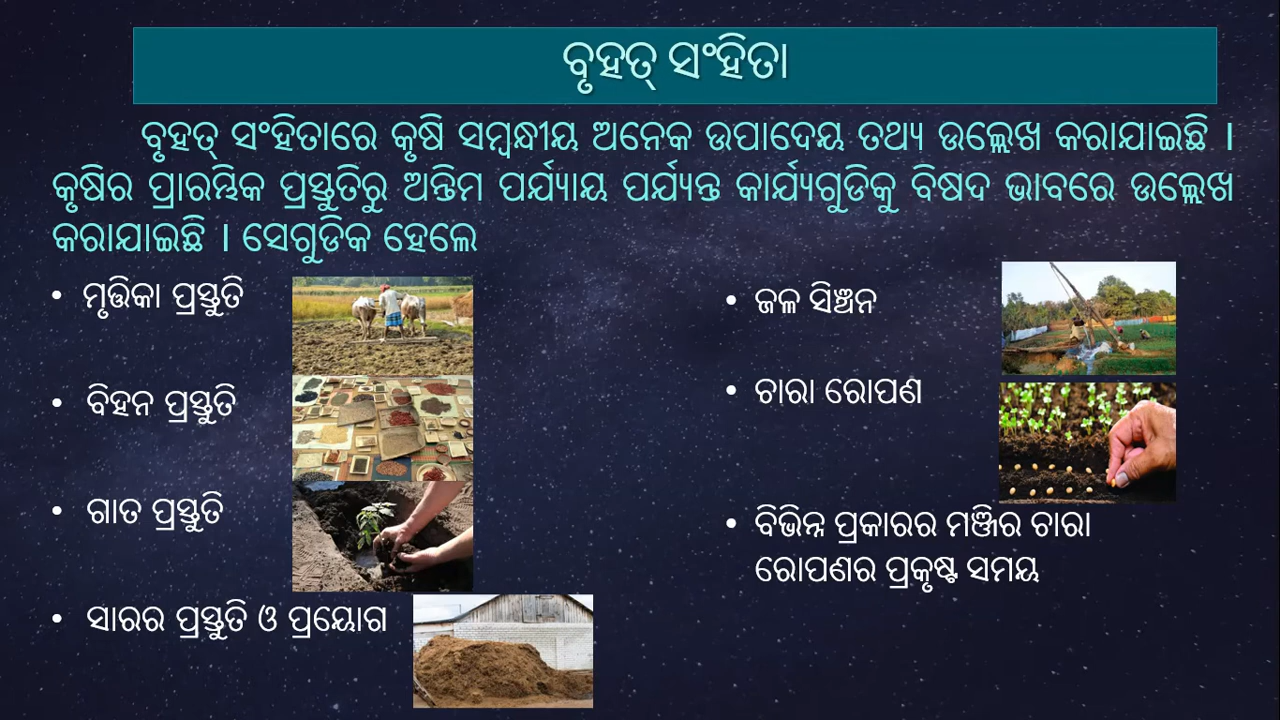 ବୃହତ୍ ସଂହିତା
ବୃହତ୍ ସଂହିତାରେ କୃଷି ସମ୍ବନ୍ଧୀୟ ଅନେକ ଉପାଦେୟ ତଥ୍ୟ ଉଲ୍ଲେଖ କରାଯାଇଛି ।
କୃଷିର ପ୍ରାରମ୍ଭିକ ପ୍ରସ୍ତୁତିରୁ ଅନ୍ତିମ ପର୍ଯ୍ୟାୟ ପର୍ଯ୍ୟନ୍ତ କାର୍ଯ୍ୟଗୁଡିକୁ ବିଷଦ ଭାବରେ ଉଲ୍ଲେଖ
କରାଯାଇଛି । ସେଗୁଡିକ ହେଲେ
• ମୃତ୍ତିକା ପ୍ରସ୍ତୁତି
• ବିହନ ପ୍ରସ୍ତୁତି
• ଗାତ ପ୍ରସ୍ତୁତି
• ସାରର ପ୍ରସ୍ତୁତି ଓ ପ୍ରୟୋଗ
• ଜଳ ସିଞ୍ଚନ
• ଚାରା ରୋପଣ
• ବିଭିନ୍ନ ପ୍ରକାରର ମଞ୍ଜିର ଚାରା
ରୋପଣର ପ୍ରକୃଷ୍ଟ ସମୟ